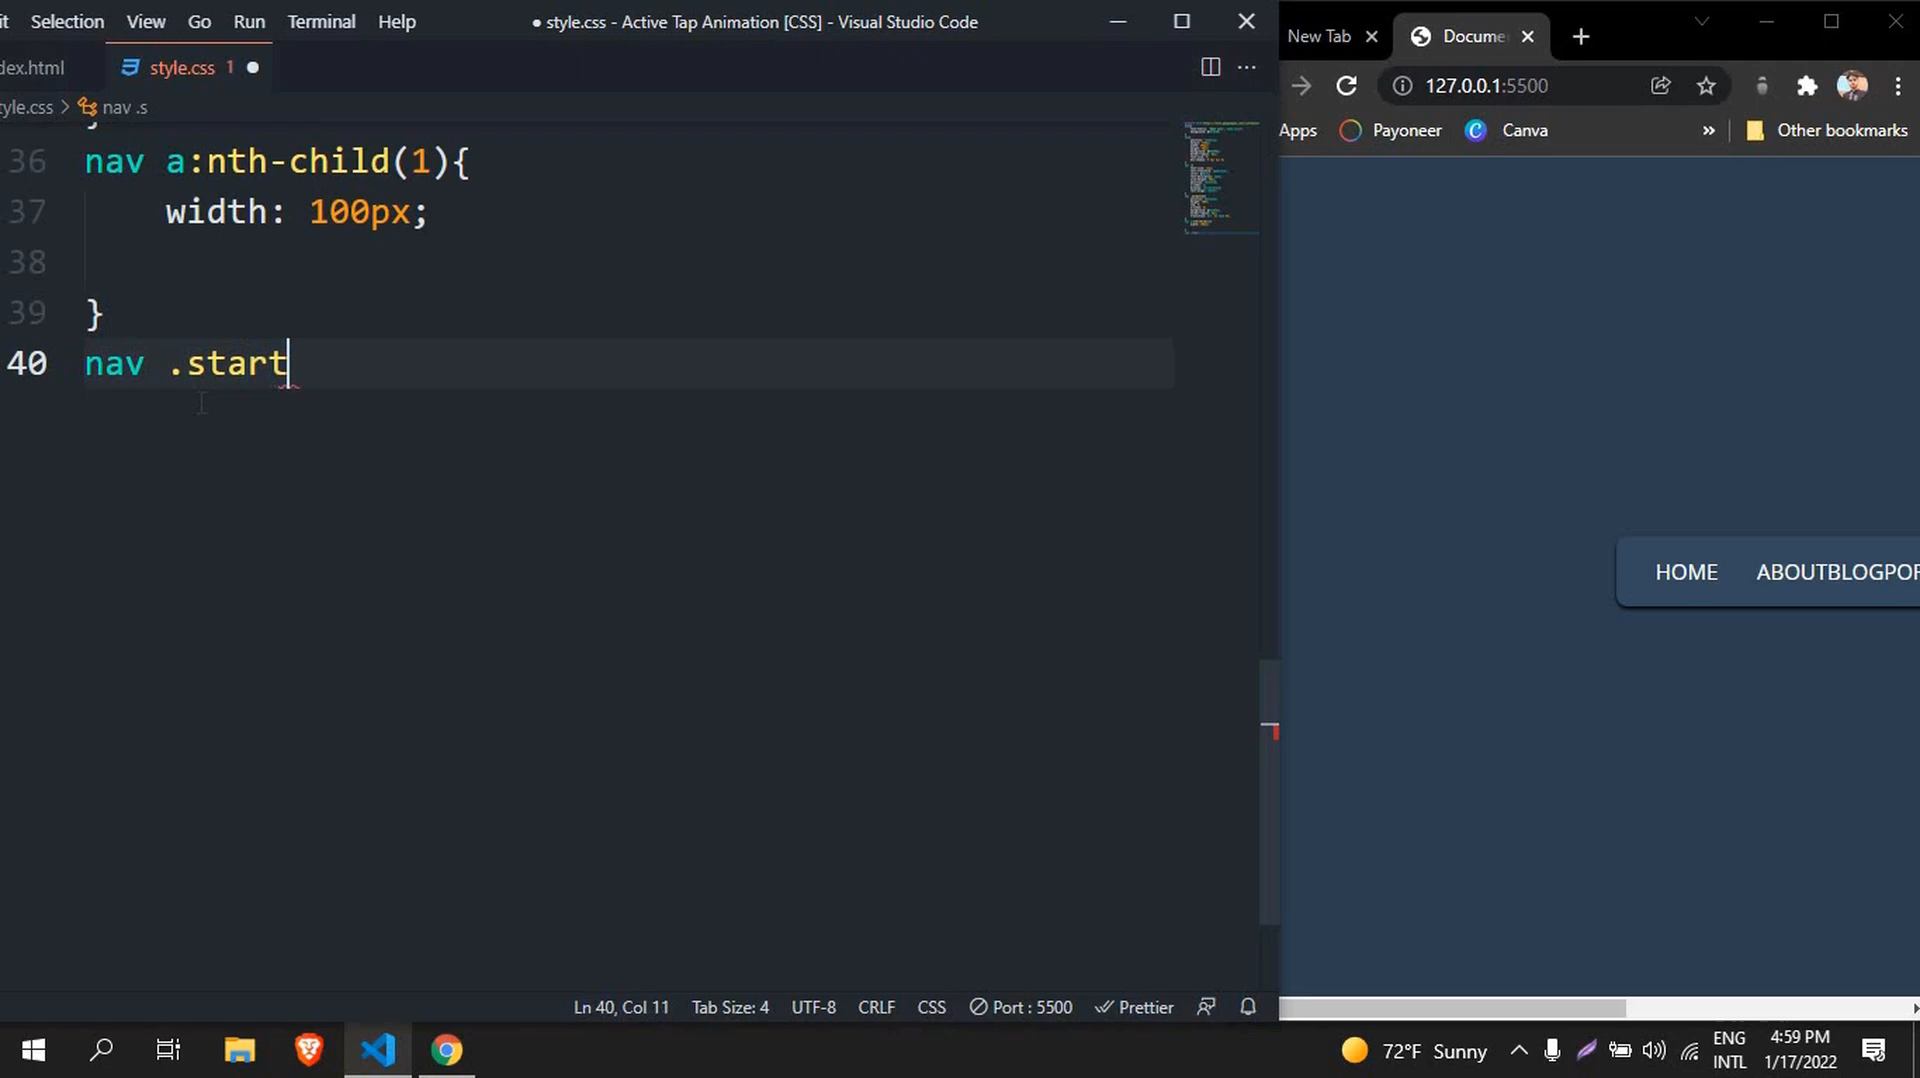 it Selection View Go Run Terminal Help
● style.css - Active Tap Animation [CSS] - Visual Studio Code
dex.html
style.css 1
tyle.css > nav .s
36 nav a:nth-child(1){
37 width: 100px;
38
39 }
40 nav .start
Ln 40, Col 11 Tab Size: 4 UTF-8 CRLF CSS Port : 5500 Prettier
New Tab
Docume
127.0.0.1:5500
Apps Payoneer Canva » Other bookmarks
HOME ABOUTBLOGPOR
72°F Sunny
ENG
INTL
4:59 PM
1/17/2022